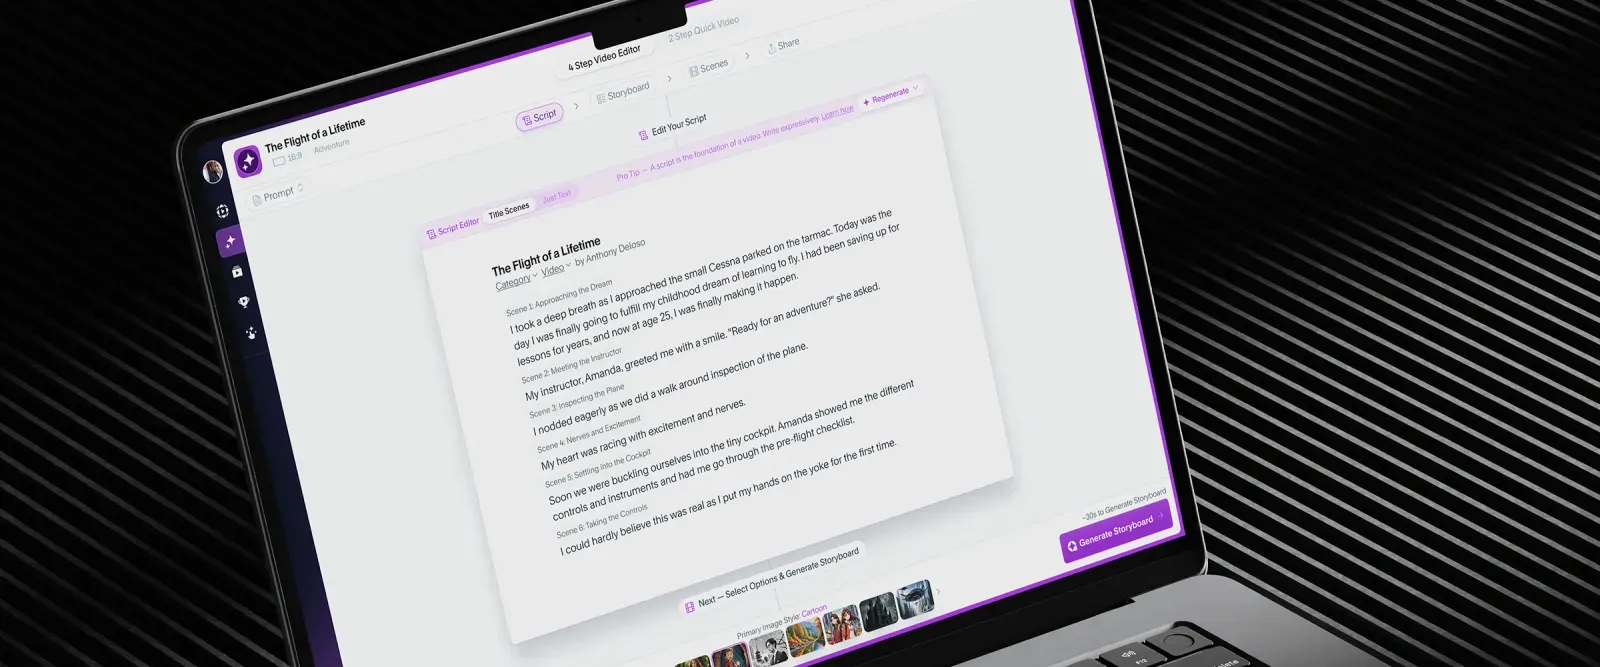 4 Step Video Editor
2 Step Quick Video
Script
Storyboard
Scenes
Share
The Flight of a Lifetime
16:9
Adventure
Prompt
Edit Your Script
Pro Tip — A script is the foundation of a video. Write expressively. Learn how
Regenerate
Script Editor
Title Scenes
Just Text
The Flight of a Lifetime
Category Video by Anthony Deloso
Scene 1: Approaching the Dream
I took a deep breath as I approached the small Cessna parked on the tarmac. Today was the
day I was finally going to fulfill my childhood dream of learning to fly. I had been saving up for
lessons for years, and now at age 25, I was finally making it happen.
Scene 2: Meeting the Instructor
My instructor, Amanda, greeted me with a smile. "Ready for an adventure?" she asked.
Scene 3: Inspecting the Plane
I nodded eagerly as we did a walk around inspection of the plane.
Scene 4: Nerves and Excitement
My heart was racing with excitement and nerves.
Scene 5: Settling into the Cockpit
Soon we were buckling ourselves into the tiny cockpit. Amanda showed me the different
controls and instruments and had me go through the pre-flight checklist.
Scene 6: Taking the Controls
I could hardly believe this was real as I put my hands on the yoke for the first time.
~30s to Generate Storyboard
Generate Storyboard
Next — Select Options & Generate Storyboard
Primary Image Style: Cartoon
F12
delete